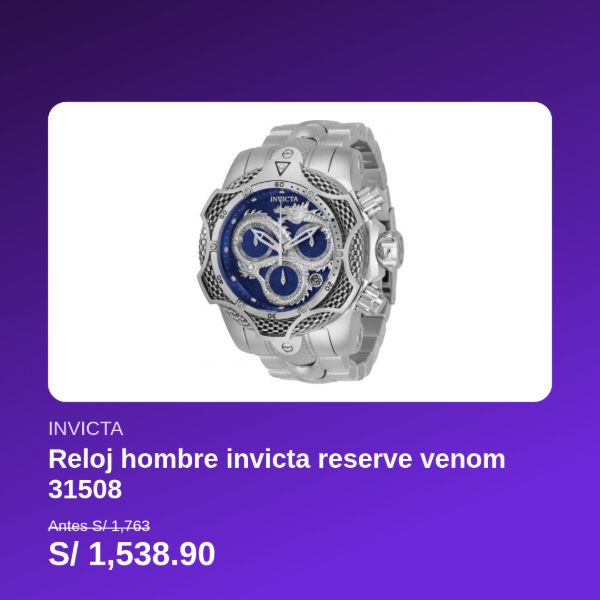 INVICTA
INVICTA
Reloj hombre invicta reserve venom
31508
Antes S/ 1,763
S/ 1,538.90